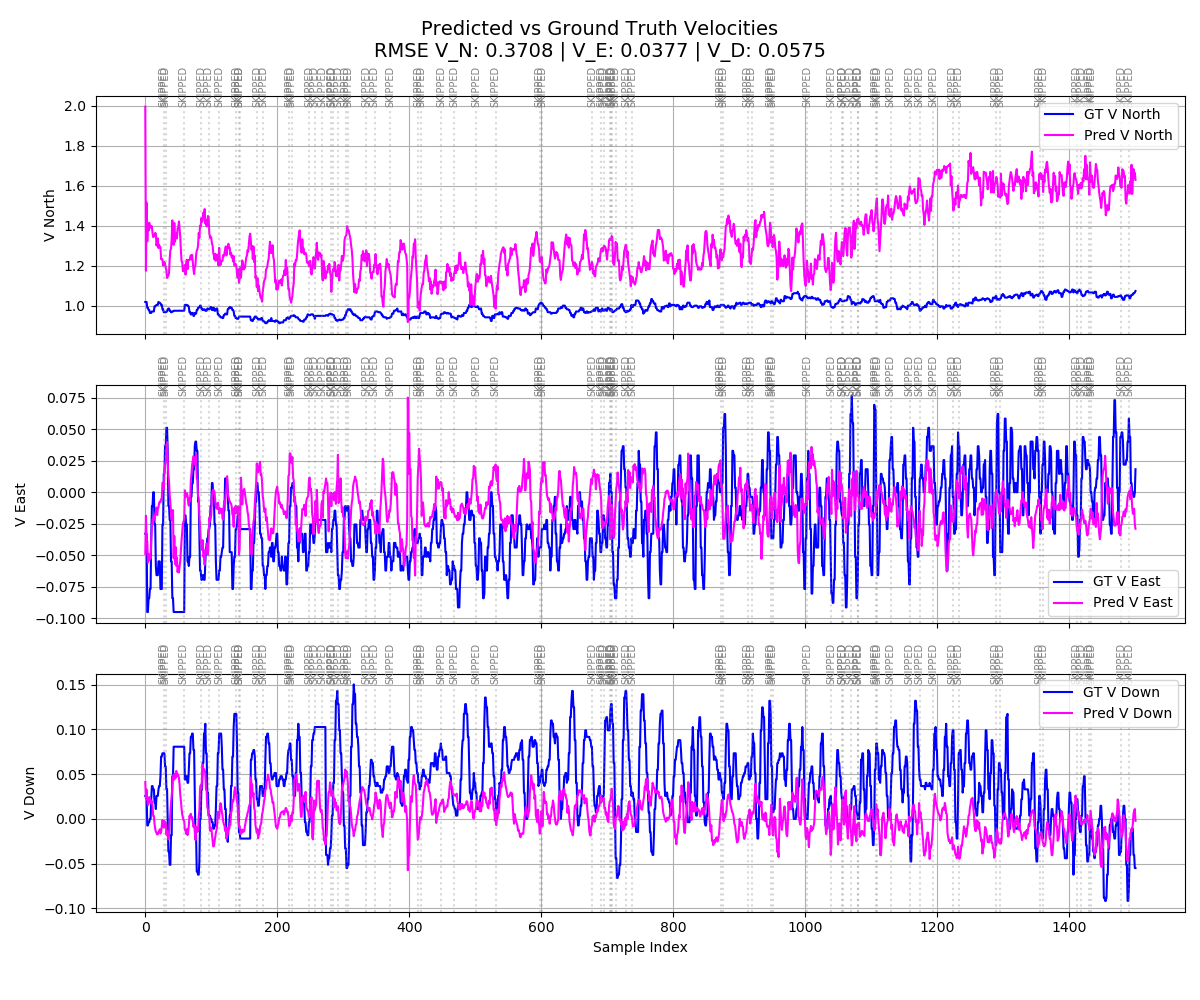 Predicted vs Ground Truth Velocities
RMSE V_N: 0.3708 | V_E: 0.0377 | V_D: 0.0575
SKIPPED
2.0
1.8
1.6
1.4
1.2
1.0
V North
GT V North
Pred V North
SKIPPED
0.075
0.050
0.025
0.000
−0.025
−0.050
−0.075
−0.100
V East
GT V East
Pred V East
SKIPPED
0.15
0.10
0.05
0.00
−0.05
−0.10
V Down
GT V Down
Pred V Down
0 200 400 600 800 1000 1200 1400
Sample Index